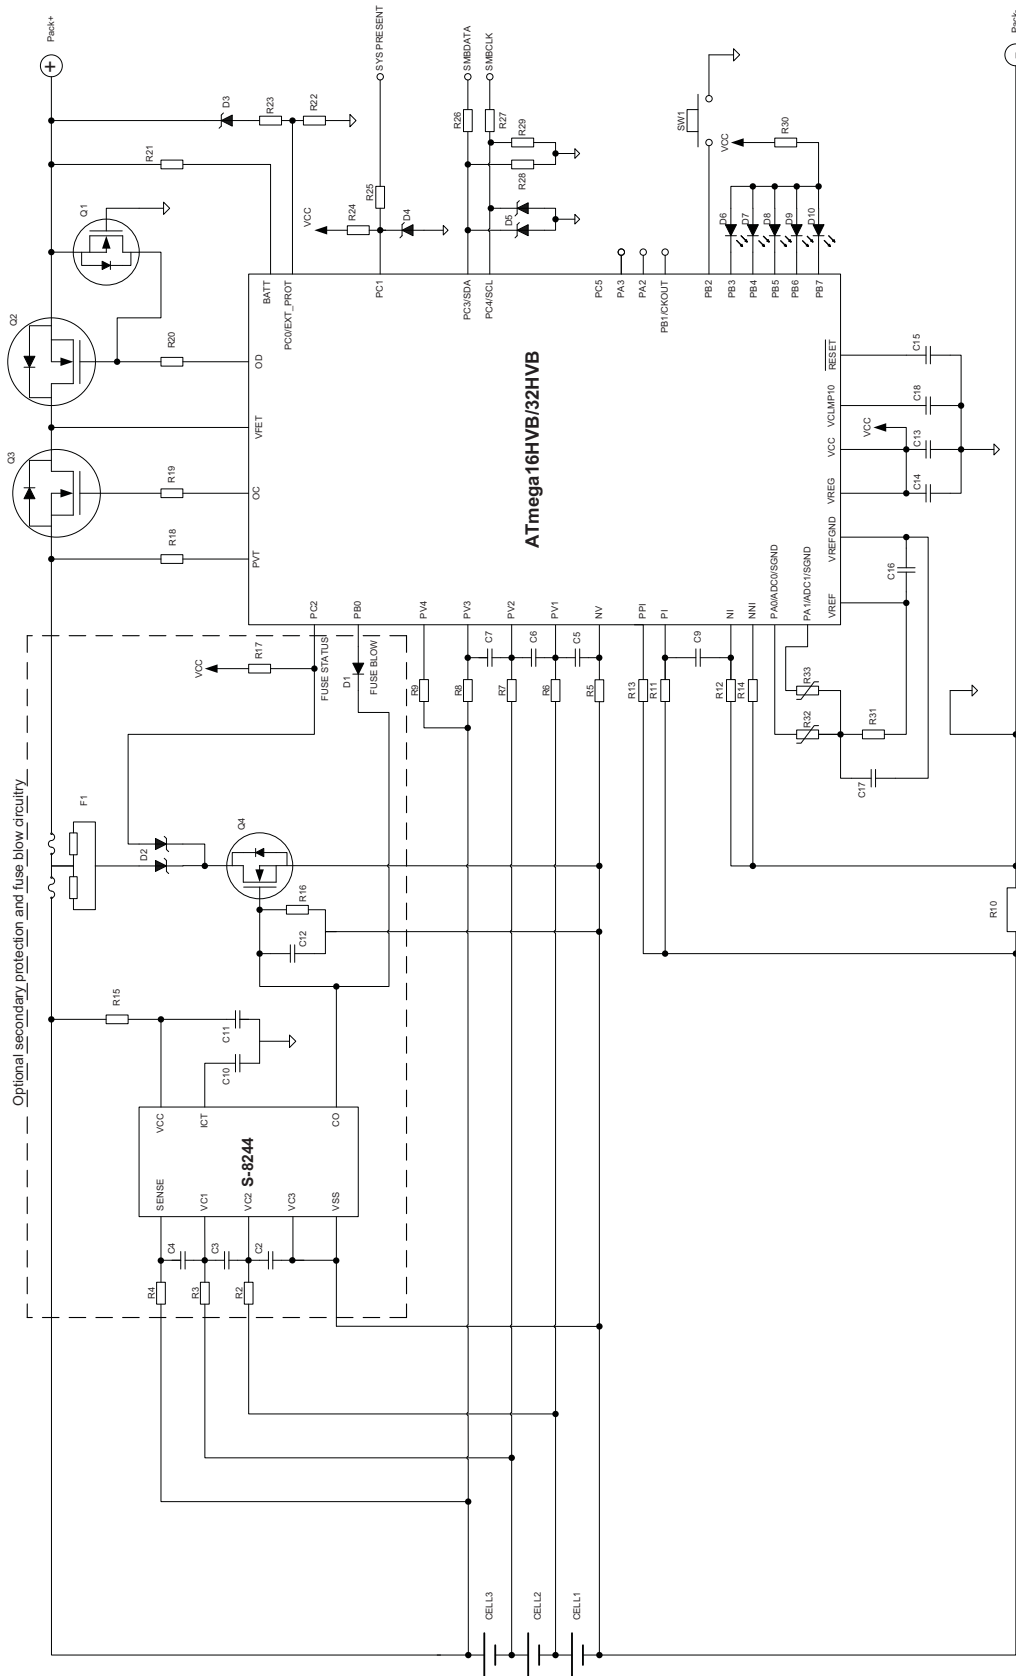 Pack+
Q1
Q2
Q3
R21
D3
R23
R22
SYSPRESENT
SMBDATA
SMBCLK
R26
R27
R29
R28
D5
VCC
R24
R25
D4
SW1
VCC
R30
D6
D7
D8
D9
D10
R18
R19
R20
PVT
OC
VFET
OD
BATT
PC0/EXT_PROT
PC1
PC3/SDA
PC4/SCL
PC5
PA3
PA2
PB1/CKOUT
PB2
PB3
PB4
PB5
PB6
PB7
ATmega16HVB/32HVB
PC2
PB0
PV4
PV3
PV2
PV1
NV
PPI
PI
NI
NNI
PA0/ADC0/SGND
PA1/ADC1/SGND
VREF
VREFGND
VREG
VCC
VCLMP10
RESET
C14
C13
C18
C15
VCC
C16
C17
R31
R32
R33
Optional secondary protection and fuse blow circuitry
F1
D2
Q4
R16
C12
VCC
R17
FUSE STATUS
D1
FUSE BLOW
R15
C11
C10
S-8244
SENSE
VC1
VC2
VC3
VSS
VCC
ICT
CO
C4
C3
C2
R4
R3
R2
R9
R8
R7
R6
R5
C7
C6
C5
R13
R11
R12
R14
C9
R10
CELL3
CELL2
CELL1